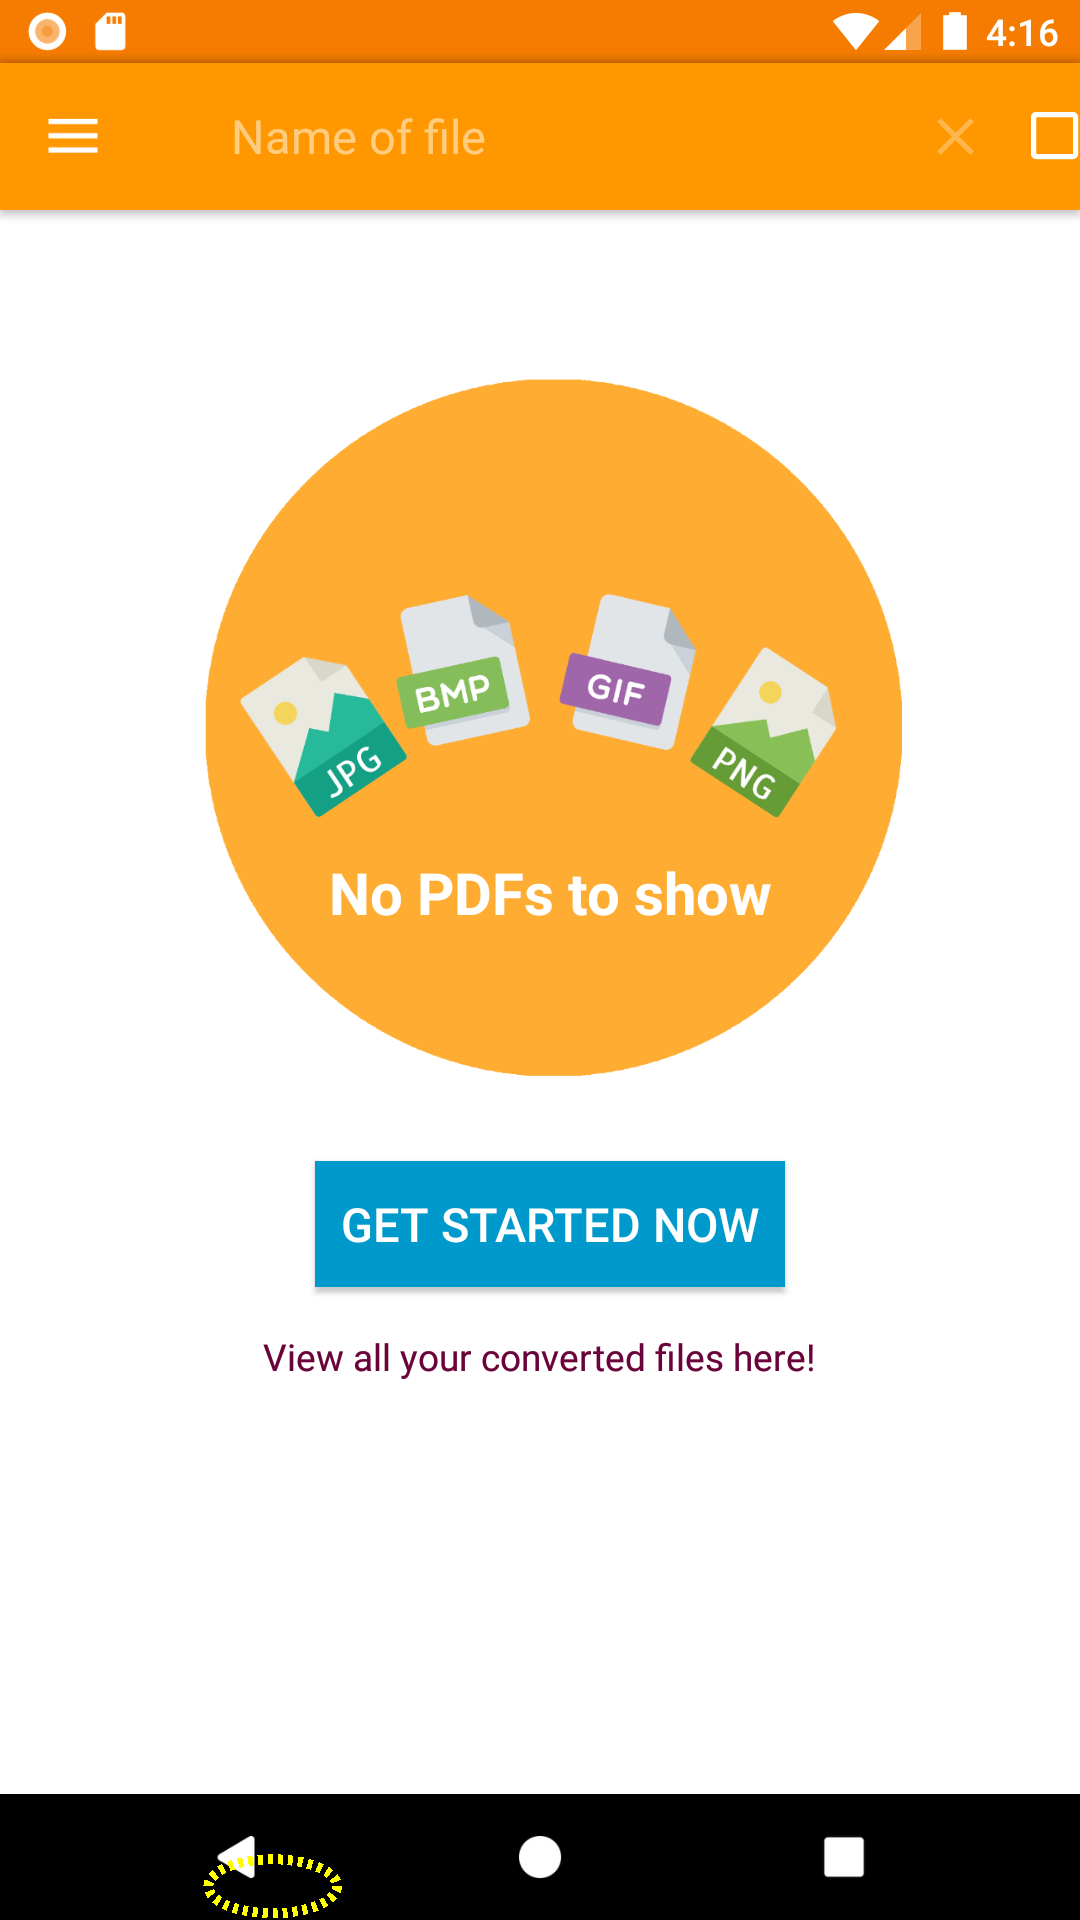 4:16
Name of file
JPG
BMP
GIF
PNG
No PDFs to show
GET STARTED NOW
View all your converted files here!